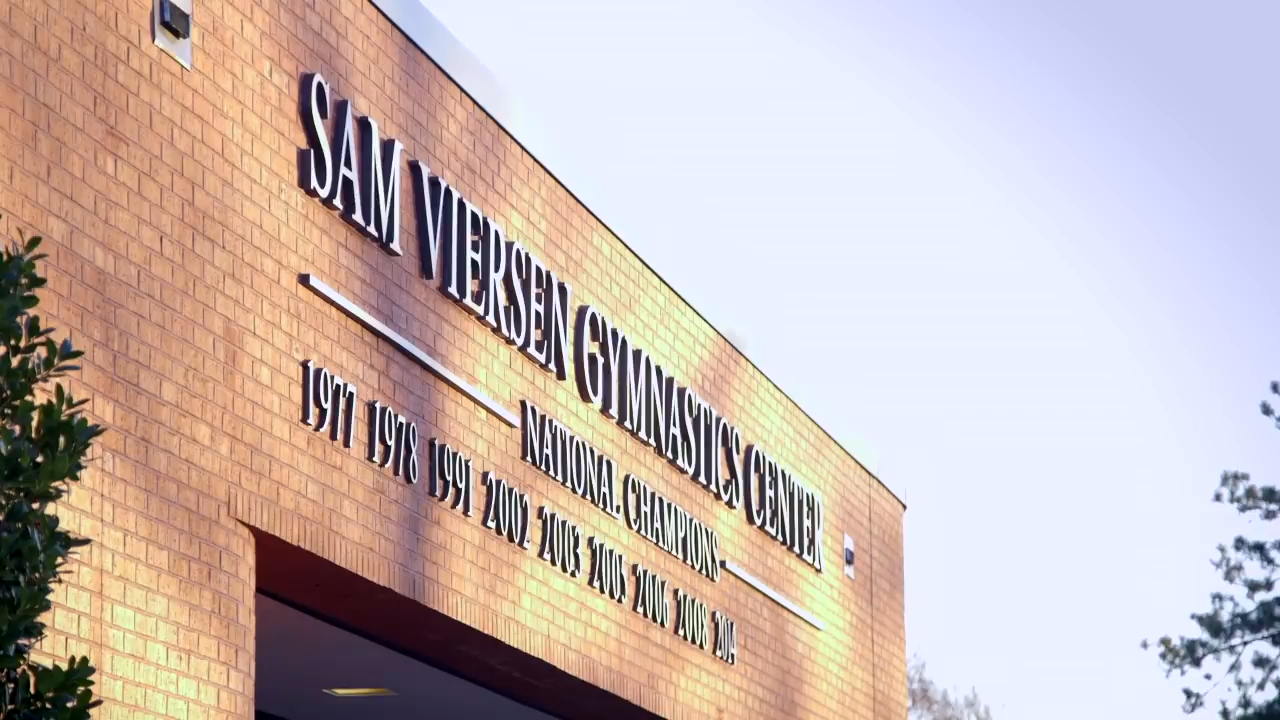 SAM VIERSEN GYMNASTICS CENTER
NATIONAL CHAMPIONS
1977 1978 1991 2002 2003 2005 2006 2008 2014